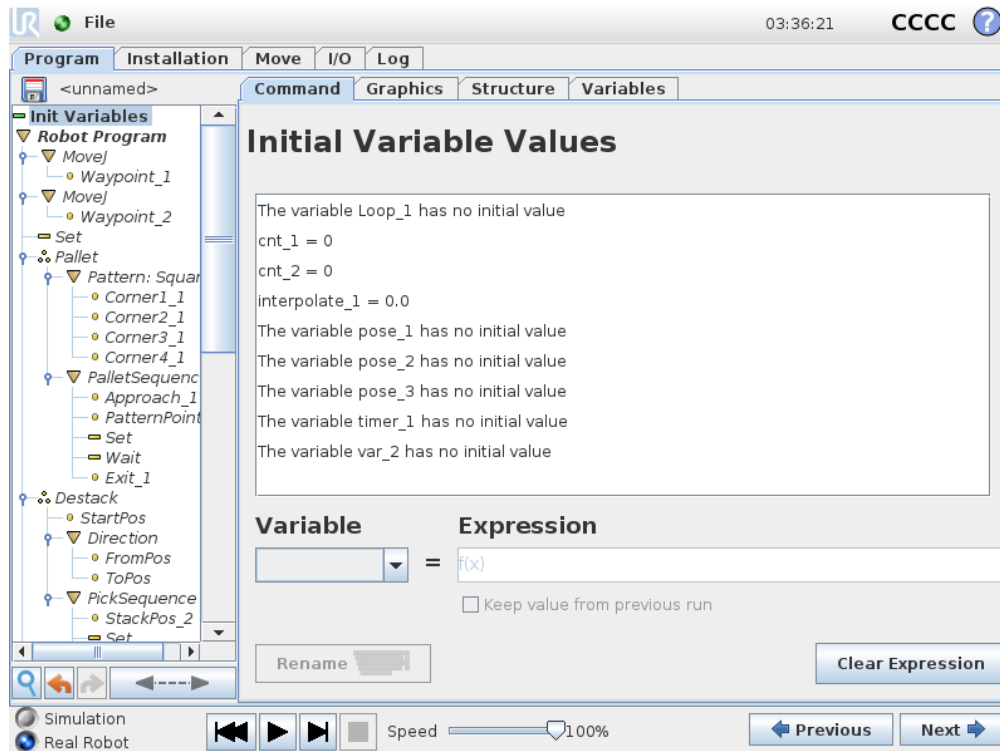 UR File 03:36:21 CCCC ?
Program Installation Move I/O Log
<unnamed>
Command Graphics Structure Variables
Init Variables
Robot Program
MoveJ
Waypoint_1
MoveJ
Waypoint_2
Set
Pallet
Pattern: Squar
Corner1_1
Corner2_1
Corner3_1
Corner4_1
PalletSequenc
Approach_1
PatternPoint
Set
Wait
Exit_1
Destack
StartPos
Direction
FromPos
ToPos
PickSequence
StackPos_2
Set
Initial Variable Values
The variable Loop_1 has no initial value
cnt_1 = 0
cnt_2 = 0
interpolate_1 = 0.0
The variable pose_1 has no initial value
The variable pose_2 has no initial value
The variable pose_3 has no initial value
The variable timer_1 has no initial value
The variable var_2 has no initial value
Variable Expression
= f(x)
Keep value from previous run
Rename Clear Expression
Simulation
Real Robot
Speed 100%
Previous Next